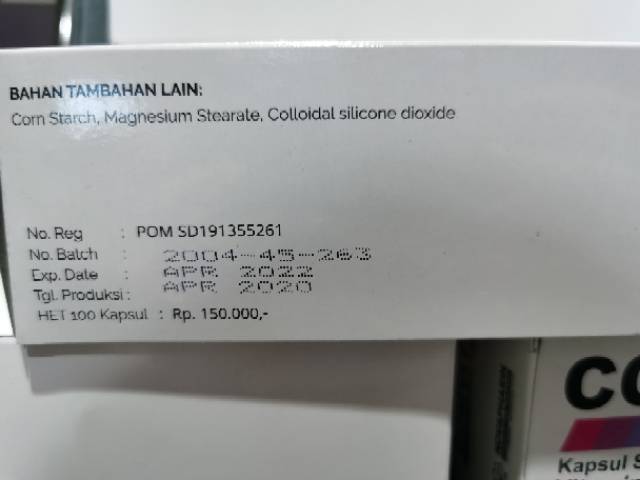 BAHAN TAMBAHAN LAIN:
Corn Starch, Magnesium Stearate, Colloidal silicone dioxide
No. Reg : POM SD191355261
No. Batch : 2004-45-263
Exp. Date : APR 2022
Tgl. Produksi : APR 2020
HET 100 Kapsul : Rp. 150.000,-
CO
Kapsul S